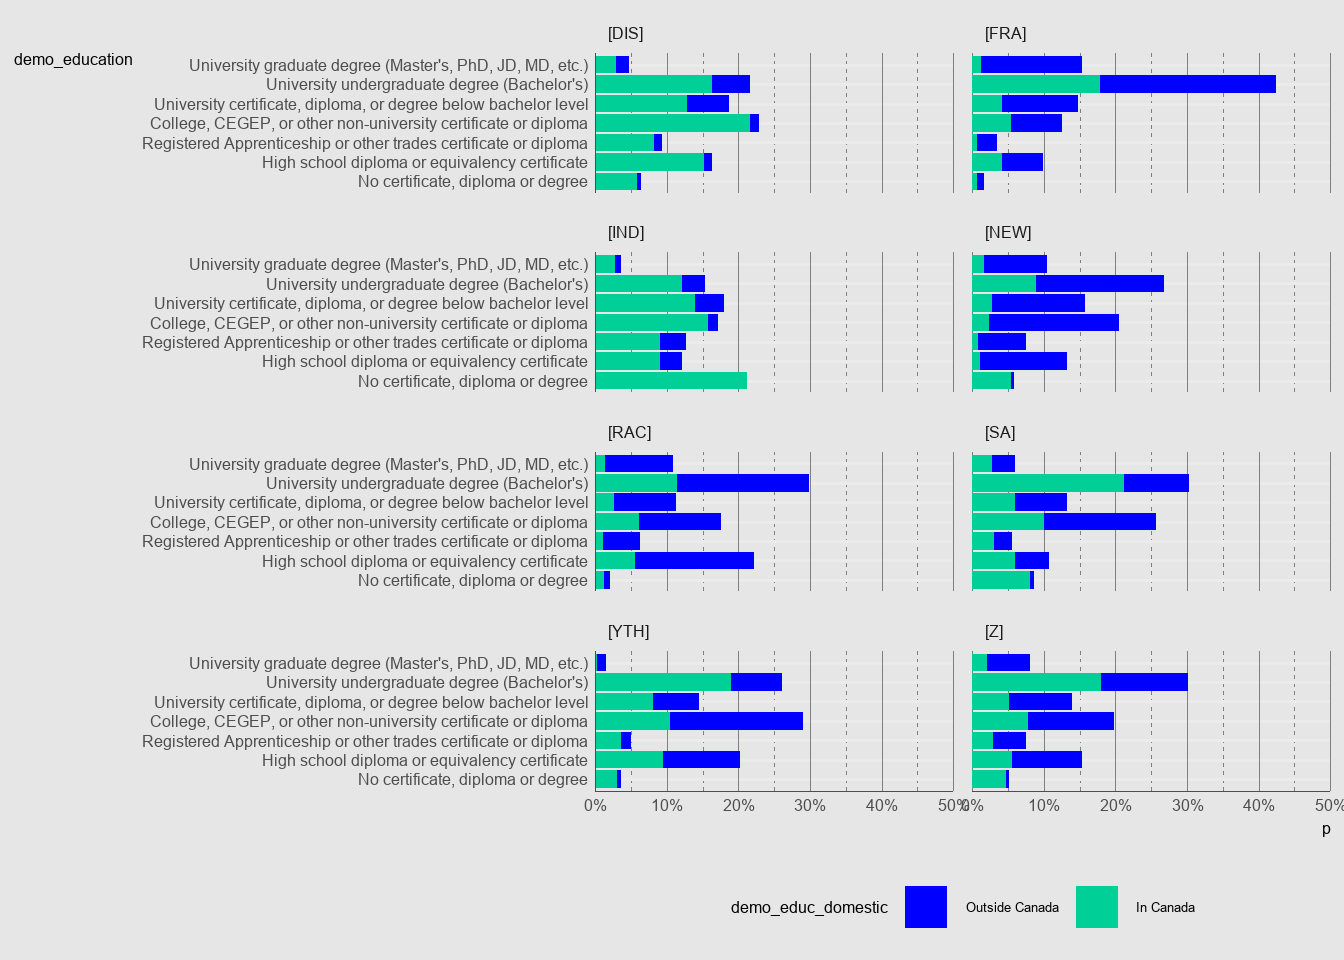 [DIS] [FRA]
demo_education
University graduate degree (Master's, PhD, JD, MD, etc.)
University undergraduate degree (Bachelor's)
University certificate, diploma, or degree below bachelor level
College, CEGEP, or other non-university certificate or diploma
Registered Apprenticeship or other trades certificate or diploma
High school diploma or equivalency certificate
No certificate, diploma or degree
[IND] [NEW]
University graduate degree (Master's, PhD, JD, MD, etc.)
University undergraduate degree (Bachelor's)
University certificate, diploma, or degree below bachelor level
College, CEGEP, or other non-university certificate or diploma
Registered Apprenticeship or other trades certificate or diploma
High school diploma or equivalency certificate
No certificate, diploma or degree
[RAC] [SA]
University graduate degree (Master's, PhD, JD, MD, etc.)
University undergraduate degree (Bachelor's)
University certificate, diploma, or degree below bachelor level
College, CEGEP, or other non-university certificate or diploma
Registered Apprenticeship or other trades certificate or diploma
High school diploma or equivalency certificate
No certificate, diploma or degree
[YTH] [Z]
University graduate degree (Master's, PhD, JD, MD, etc.)
University undergraduate degree (Bachelor's)
University certificate, diploma, or degree below bachelor level
College, CEGEP, or other non-university certificate or diploma
Registered Apprenticeship or other trades certificate or diploma
High school diploma or equivalency certificate
No certificate, diploma or degree
0% 10% 20% 30% 40% 50% 0% 10% 20% 30% 40% 50%
p
demo_educ_domestic Outside Canada In Canada